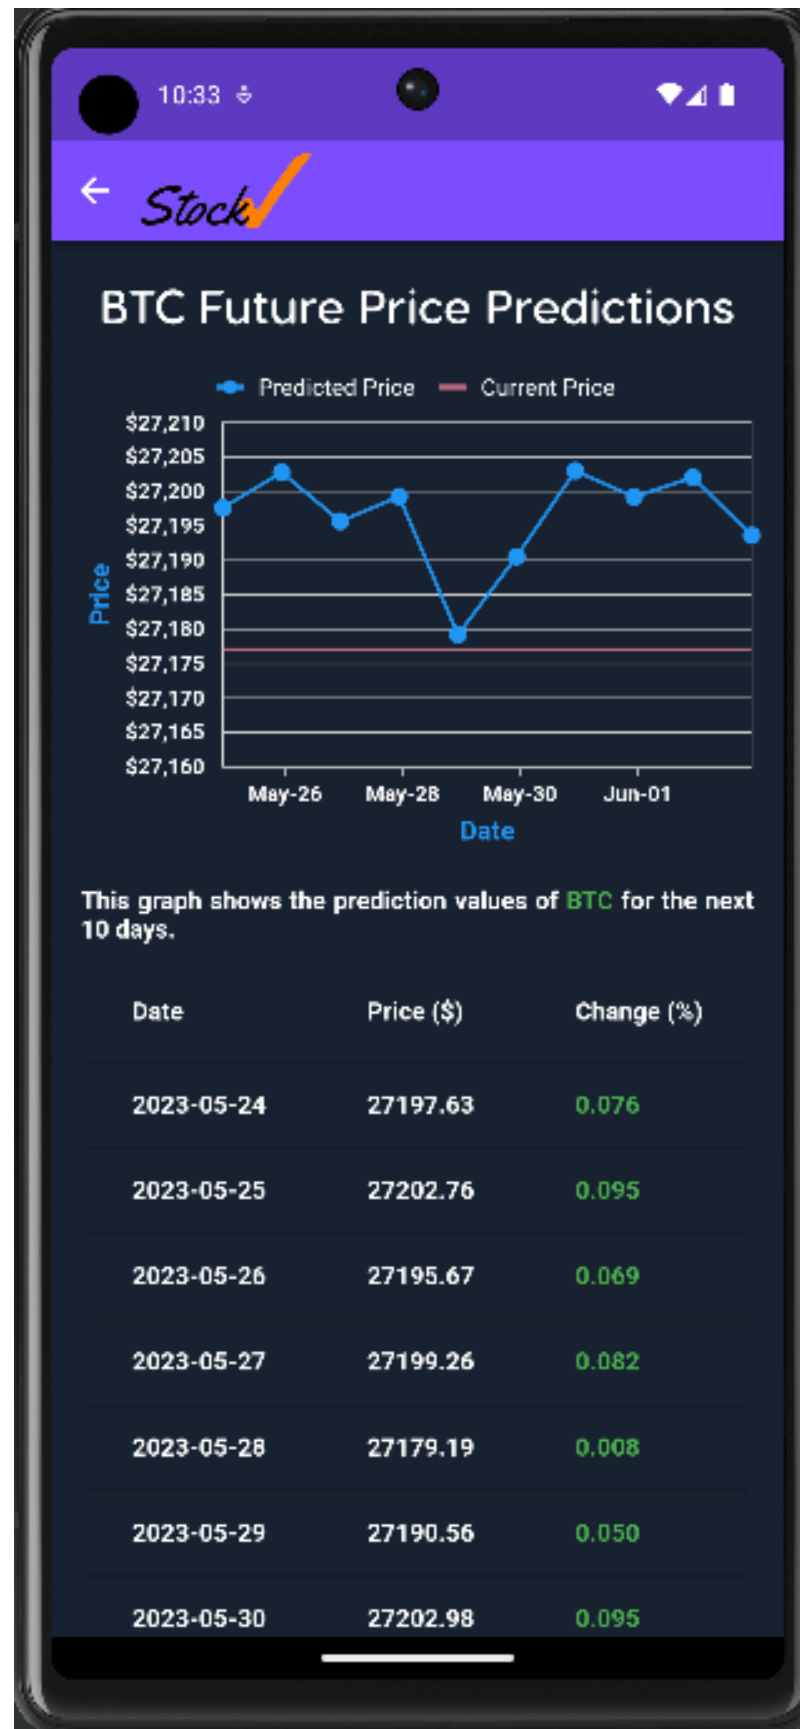 10:33
Stock
BTC Future Price Predictions
Predicted Price Current Price
$27,210
$27,205
$27,200
$27,195
$27,190
$27,185
$27,180
$27,175
$27,170
$27,165
$27,160
Price
May-26 May-28 May-30 Jun-01
Date
This graph shows the prediction values of BTC for the next
10 days.
Date Price ($) Change (%)
2023-05-24 27197.63 0.076
2023-05-25 27202.76 0.095
2023-05-26 27195.67 0.069
2023-05-27 27199.26 0.082
2023-05-28 27179.19 0.008
2023-05-29 27190.56 0.050
2023-05-30 27202.98 0.095